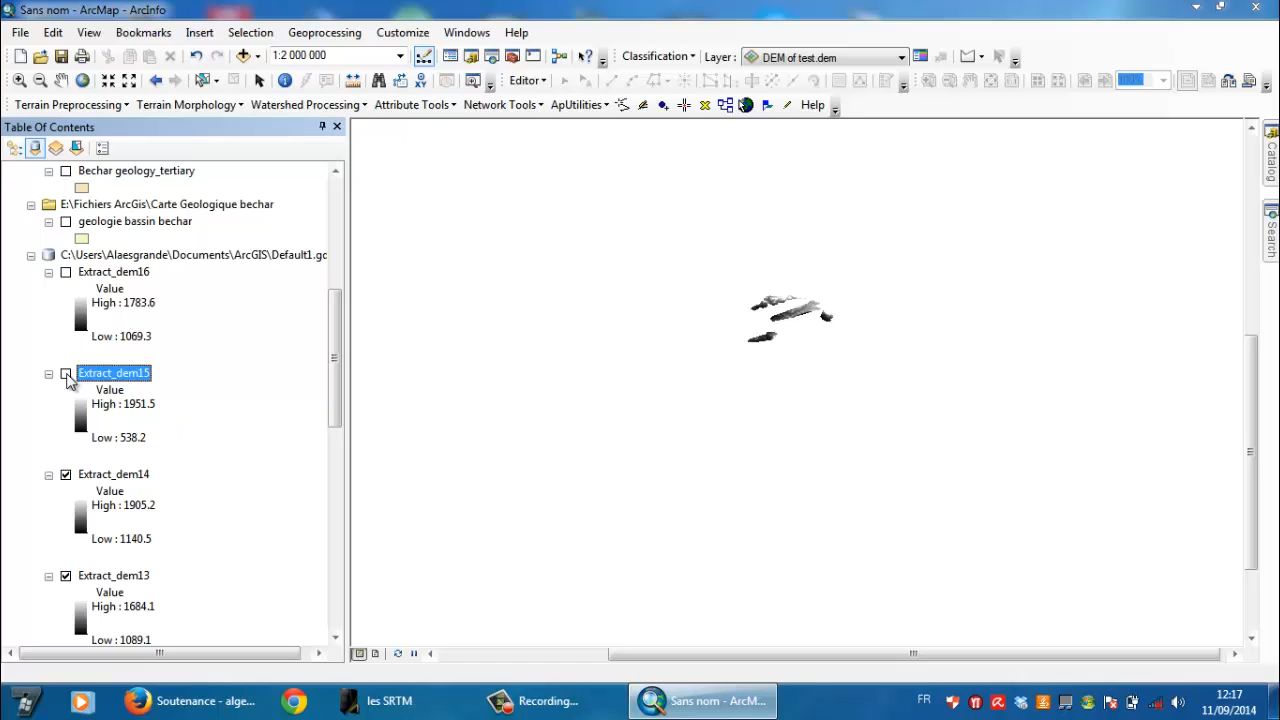 Sans nom - ArcMap - ArcInfo
File Edit View Bookmarks Insert Selection Geoprocessing Customize Windows Help
1:2 000 000 Classification Layer: DEM of test.dem
Editor
Terrain Preprocessing Terrain Morphology Watershed Processing Attribute Tools Network Tools ApUtilities Help
Table Of Contents
Bechar geology_tertiary
E:\Fichiers ArcGis\Carte Geologique bechar
geologie bassin bechar
C:\Users\Alaesgrande\Documents\ArcGIS\Default1.gc
Extract_dem16
Value
High : 1783.6
Low : 1069.3
Extract_dem15
Value
High : 1951.5
Low : 538.2
Extract_dem14
Value
High : 1905.2
Low : 1140.5
Extract_dem13
Value
High : 1684.1
Low : 1089.1
Catalog
Search
Soutenance - alge...
les SRTM
Recording...
Sans nom - ArcM...
FR
12:17
11/09/2014